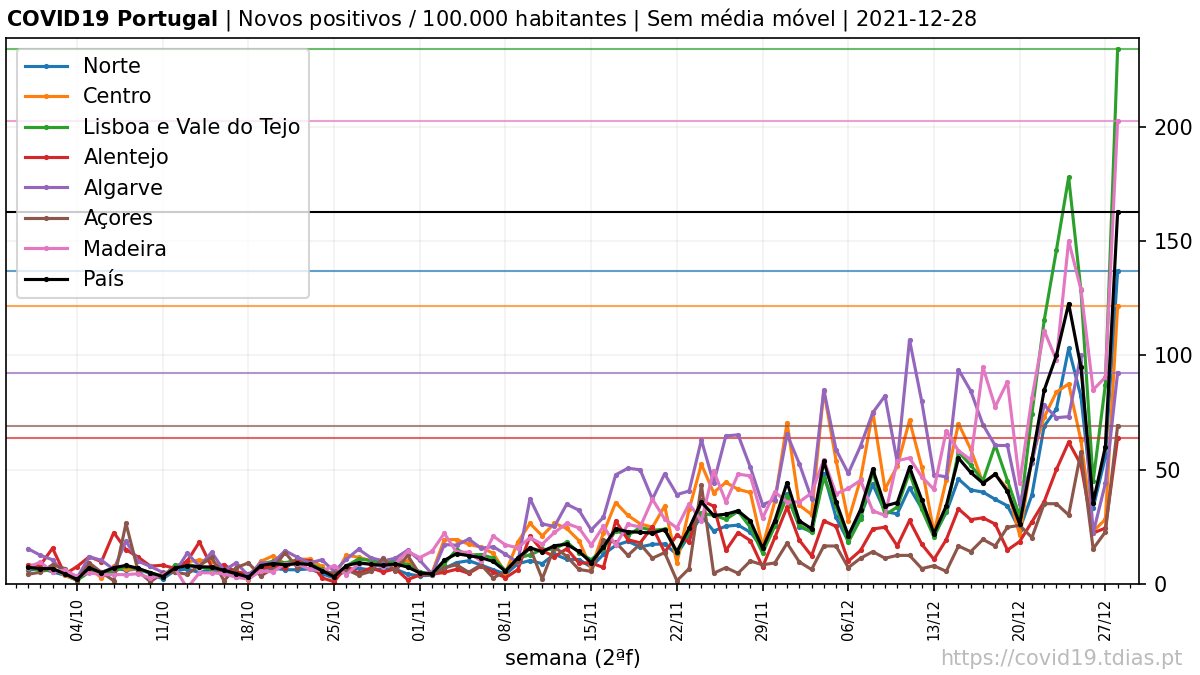 COVID19 Portugal | Novos positivos / 100.000 habitantes | Sem média móvel | 2021-12-28
Norte
Centro
Lisboa e Vale do Tejo
Alentejo
Algarve
Açores
Madeira
País
200
150
100
50
0
04/10
11/10
18/10
25/10
01/11
08/11
15/11
22/11
29/11
06/12
13/12
20/12
27/12
semana (2ªf)
https://covid19.tdias.pt